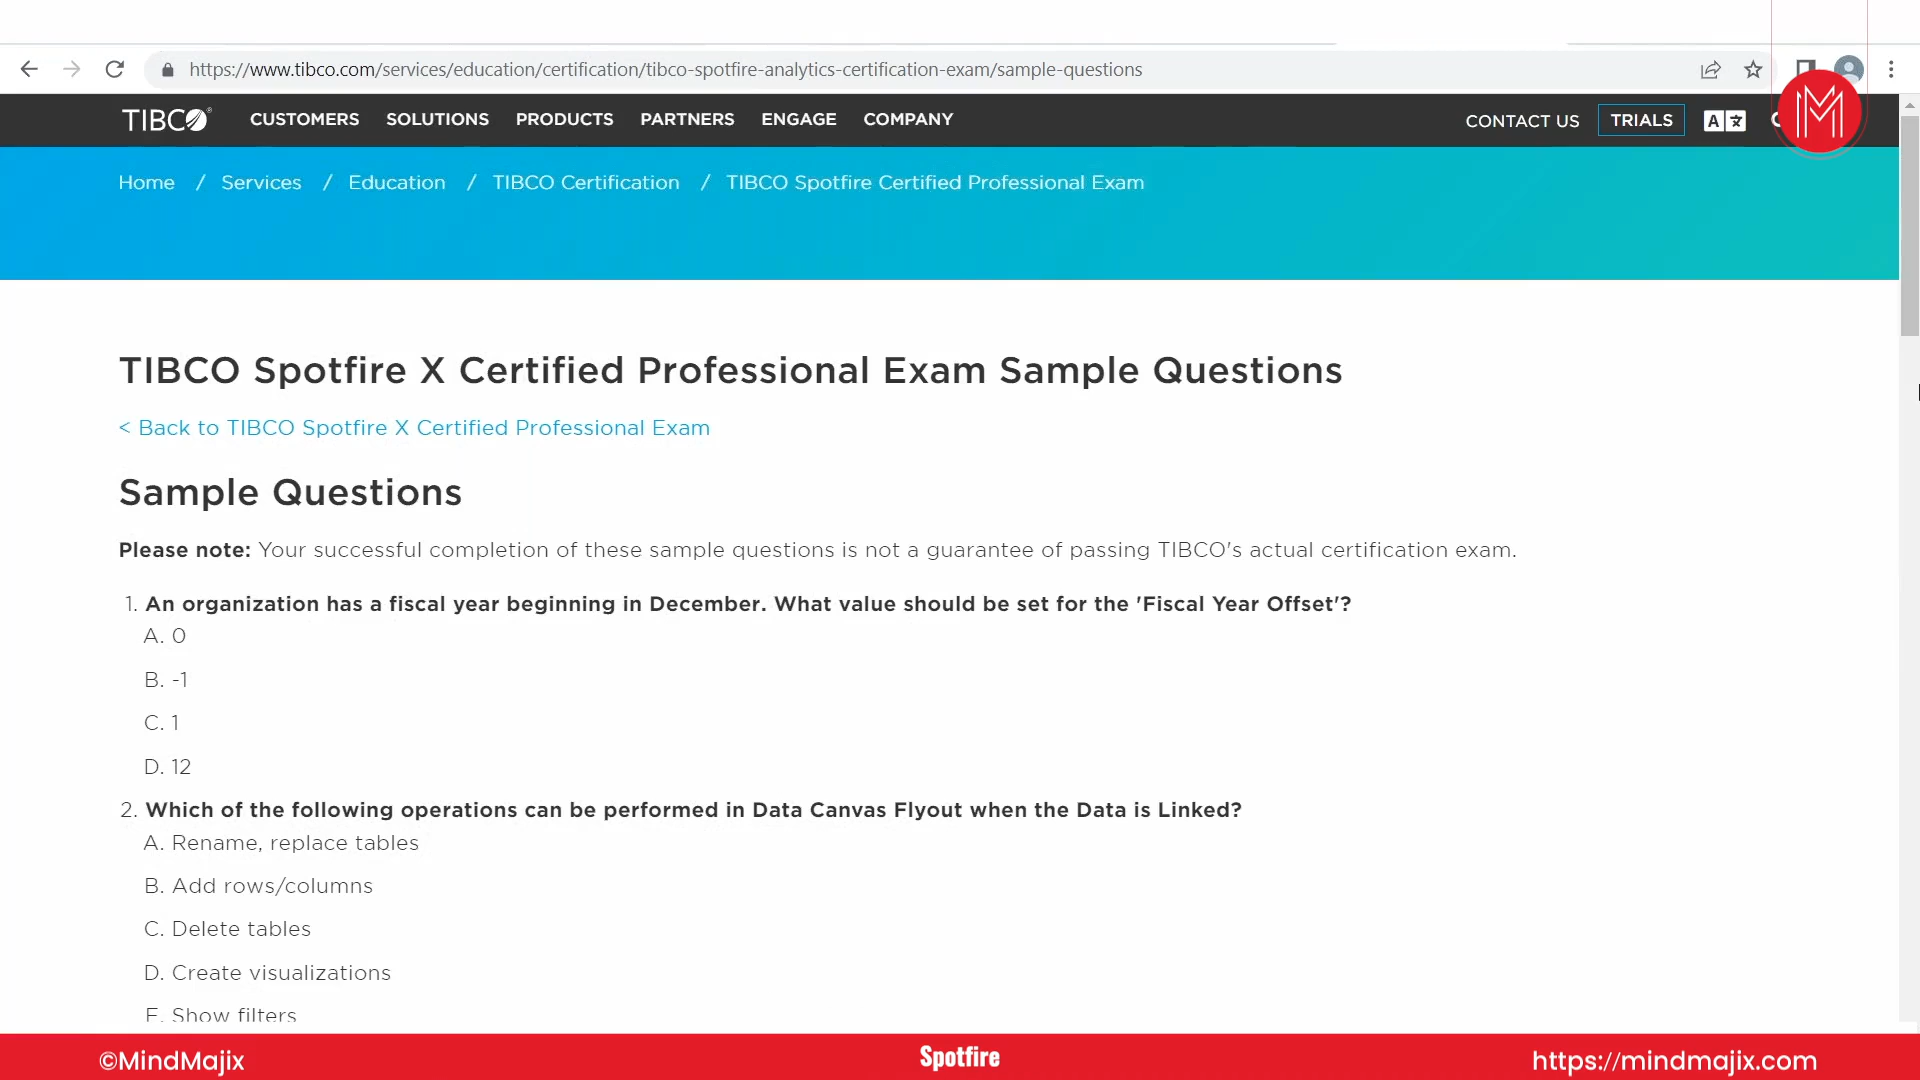 https://www.tibco.com/services/education/certification/tibco-spotfire-analytics-certification-exam/sample-questions
TIBCO® CUSTOMERS SOLUTIONS PRODUCTS PARTNERS ENGAGE COMPANY CONTACT US TRIALS
Home / Services / Education / TIBCO Certification / TIBCO Spotfire Certified Professional Exam
TIBCO Spotfire X Certified Professional Exam Sample Questions
< Back to TIBCO Spotfire X Certified Professional Exam
Sample Questions
Please note: Your successful completion of these sample questions is not a guarantee of passing TIBCO's actual certification exam.
1. An organization has a fiscal year beginning in December. What value should be set for the 'Fiscal Year Offset'?
A. 0
B. -1
C. 1
D. 12
2. Which of the following operations can be performed in Data Canvas Flyout when the Data is Linked?
A. Rename, replace tables
B. Add rows/columns
C. Delete tables
D. Create visualizations
E. Show filters
©MindMajix Spotfire https://mindmajix.com